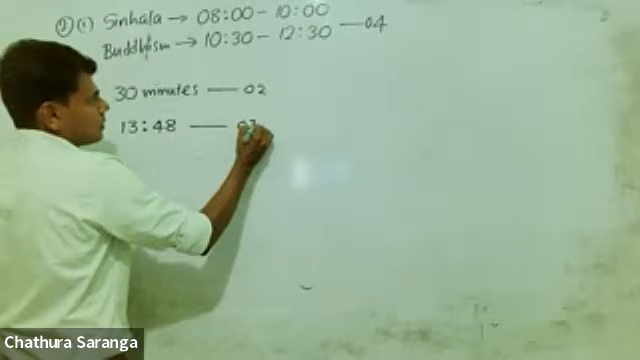 ② (1) Sinhala → 08:00 - 10:00
Buddhism → 10:30 - 12:30 — 04
30 minutes — 02
13:48 —
Chathura Saranga